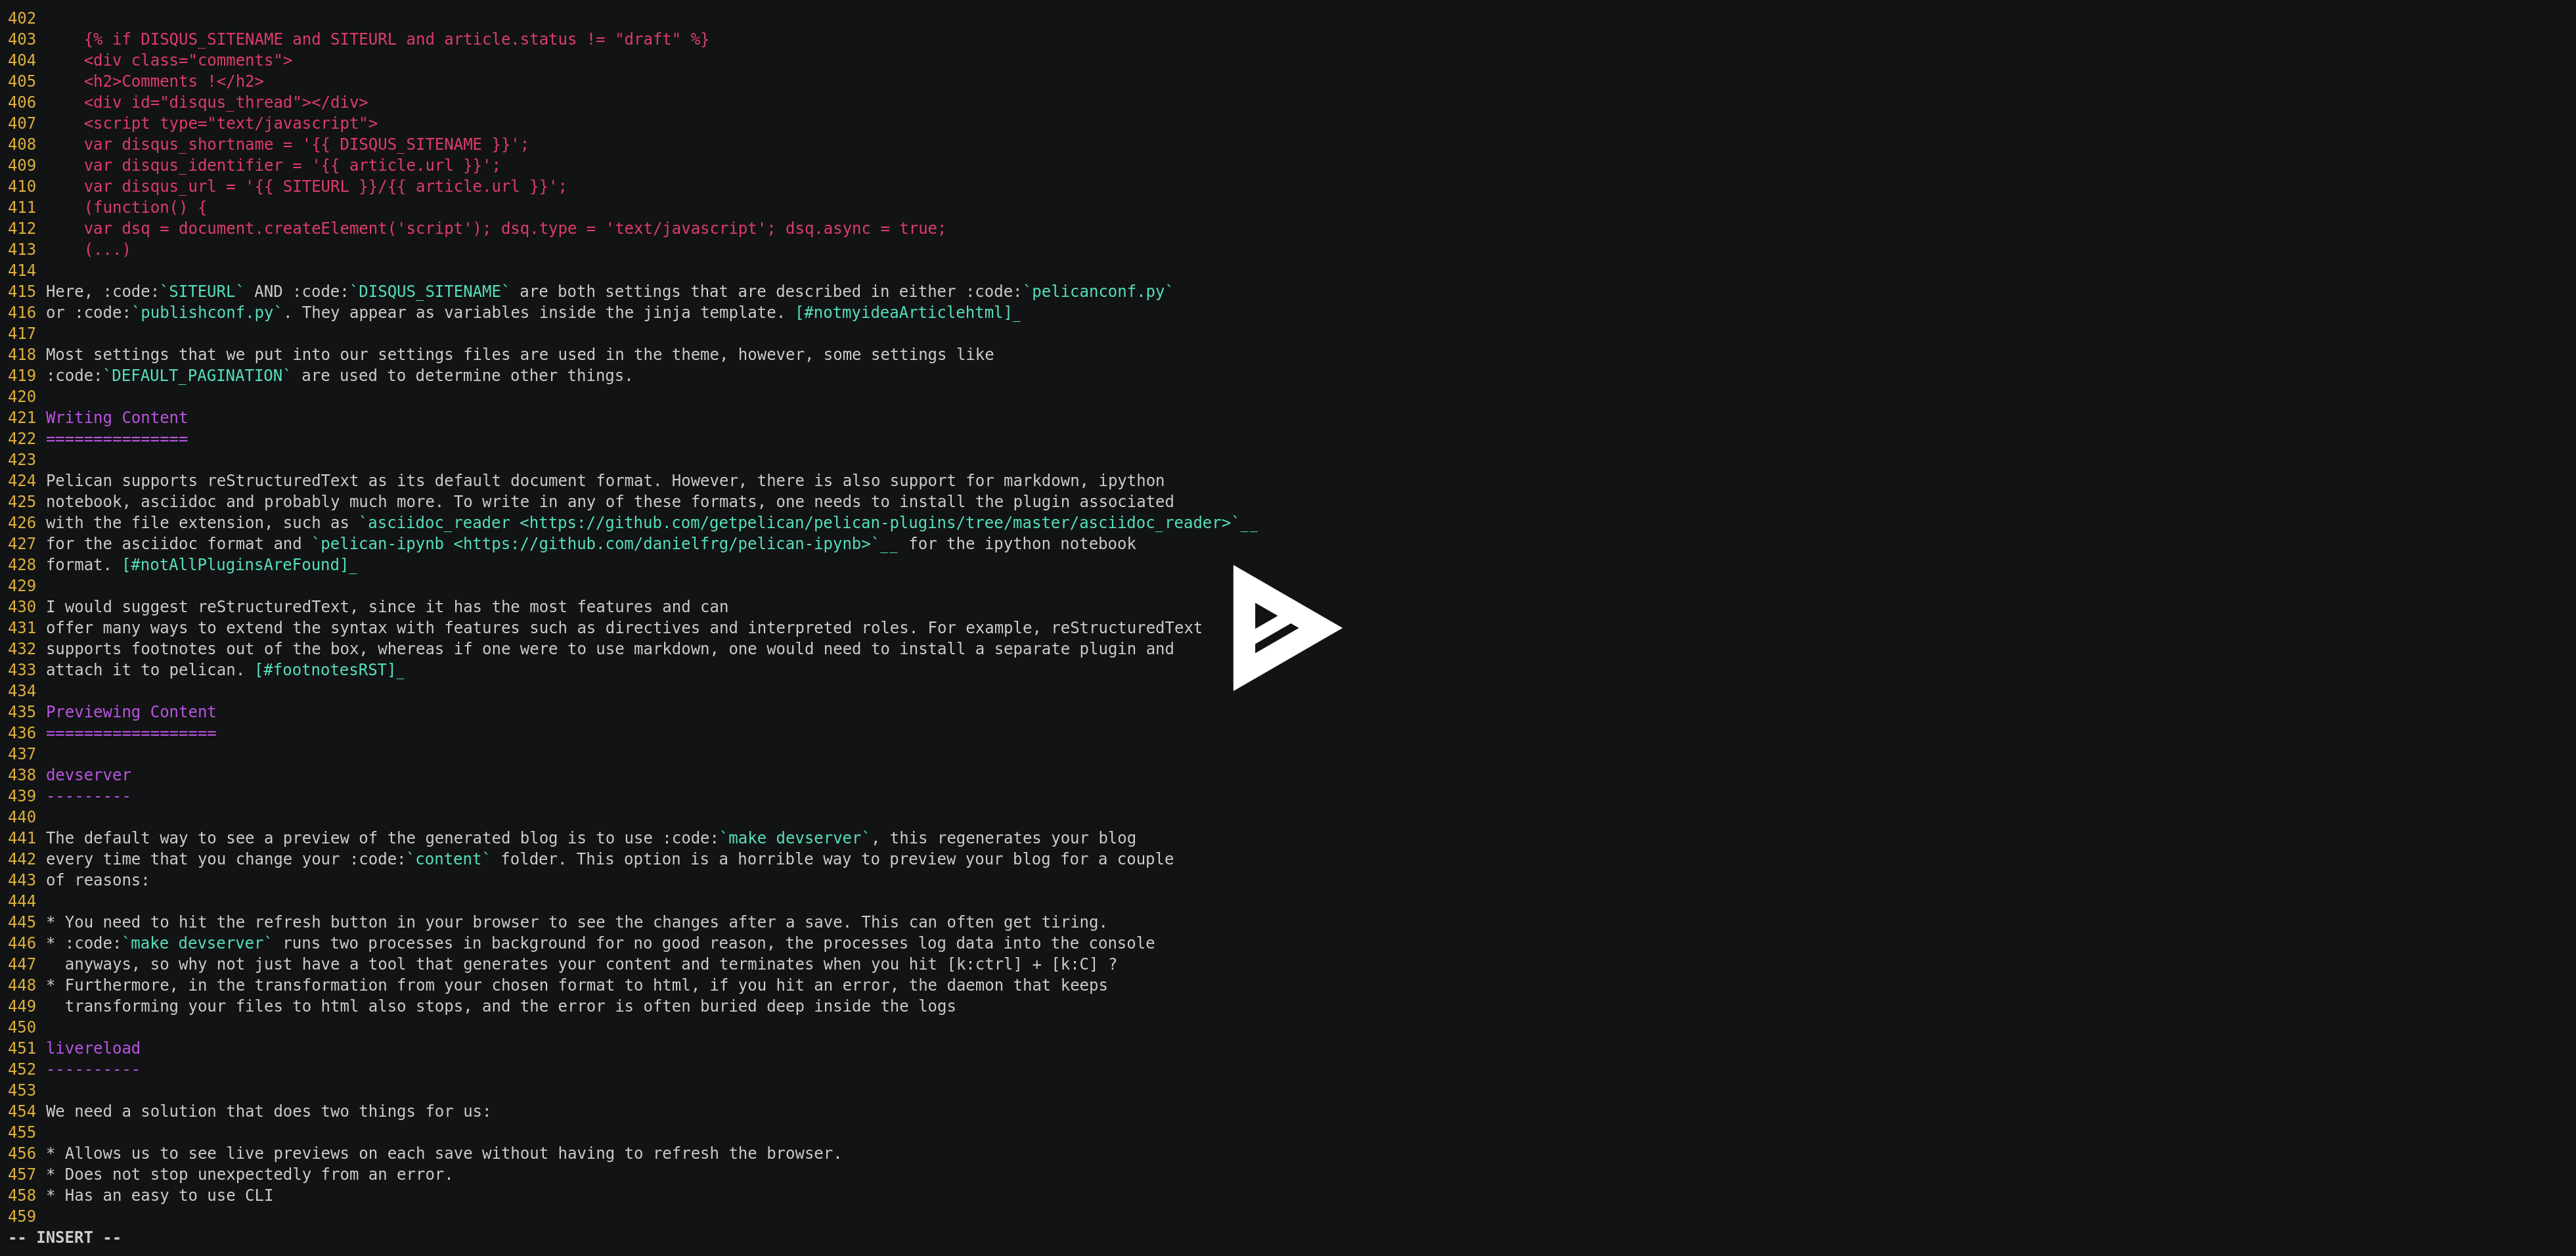 402
403     {% if DISQUS_SITENAME and SITEURL and article.status != "draft" %}
404     <div class="comments">
405     <h2>Comments !</h2>
406     <div id="disqus_thread"></div>
407     <script type="text/javascript">
408     var disqus_shortname = '{{ DISQUS_SITENAME }}';
409     var disqus_identifier = '{{ article.url }}';
410     var disqus_url = '{{ SITEURL }}/{{ article.url }}';
411     (function() {
412     var dsq = document.createElement('script'); dsq.type = 'text/javascript'; dsq.async = true;
413     (...)
414
415 Here, :code:`SITEURL` AND :code:`DISQUS_SITENAME` are both settings that are described in either :code:`pelicanconf.py`
416 or :code:`publishconf.py`. They appear as variables inside the jinja template. [#notmyideaArticlehtml]_
417
418 Most settings that we put into our settings files are used in the theme, however, some settings like
419 :code:`DEFAULT_PAGINATION` are used to determine other things.
420
421 Writing Content
422 ===============
423
424 Pelican supports reStructuredText as its default document format. However, there is also support for markdown, ipython
425 notebook, asciidoc and probably much more. To write in any of these formats, one needs to install the plugin associated
426 with the file extension, such as `asciidoc_reader <https://github.com/getpelican/pelican-plugins/tree/master/asciidoc_reader>`__
427 for the asciidoc format and `pelican-ipynb <https://github.com/danielfrg/pelican-ipynb>`__ for the ipython notebook
428 format. [#notAllPluginsAreFound]_
429
430 I would suggest reStructuredText, since it has the most features and can
431 offer many ways to extend the syntax with features such as directives and interpreted roles. For example, reStructuredText
432 supports footnotes out of the box, whereas if one were to use markdown, one would need to install a separate plugin and
433 attach it to pelican. [#footnotesRST]_
434
435 Previewing Content
436 ==================
437
438 devserver
439 ---------
440
441 The default way to see a preview of the generated blog is to use :code:`make devserver`, this regenerates your blog
442 every time that you change your :code:`content` folder. This option is a horrible way to preview your blog for a couple
443 of reasons:
444
445 * You need to hit the refresh button in your browser to see the changes after a save. This can often get tiring.
446 * :code:`make devserver` runs two processes in background for no good reason, the processes log data into the console
447   anyways, so why not just have a tool that generates your content and terminates when you hit [k:ctrl] + [k:C] ?
448 * Furthermore, in the transformation from your chosen format to html, if you hit an error, the daemon that keeps
449   transforming your files to html also stops, and the error is often buried deep inside the logs
450
451 livereload
452 ----------
453
454 We need a solution that does two things for us:
455
456 * Allows us to see live previews on each save without having to refresh the browser.
457 * Does not stop unexpectedly from an error.
458 * Has an easy to use CLI
459
-- INSERT --